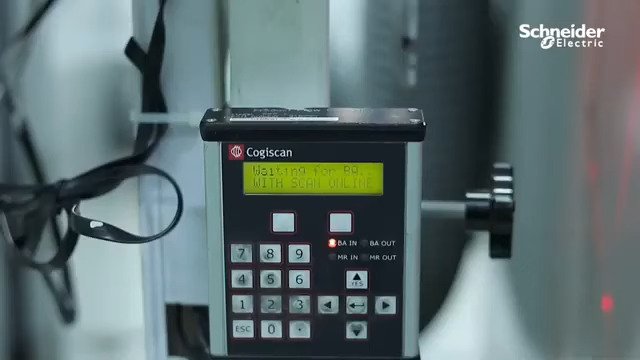 Schneider
Electric
Cogiscan
Waiting for BA.
WITH SCAN ONLINE
BA IN BA OUT
MR IN MR OUT
7 8 9
4 5 6
YES
1 2 3
ESC 0 .